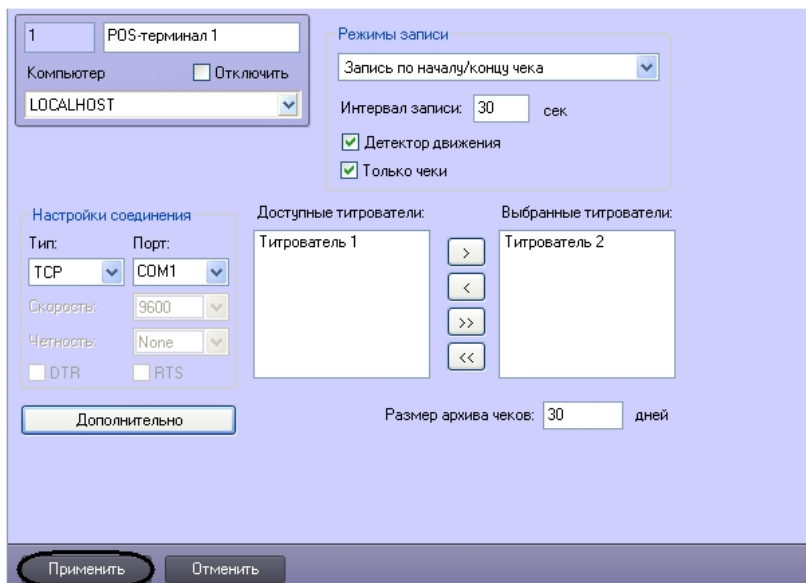 1
POS-терминал 1
Компьютер
Отключить
LOCALHOST
Режимы записи
Запись по началу/концу чека
Интервал записи: 30 сек
Детектор движения
Только чеки
Настройки соединения
Тип:
Порт:
TCP
COM1
Скорость:
9600
Четность:
None
DTR
RTS
Дополнительно
Доступные титрователи:
Титрователь 1
>
<
>>
<<
Выбранные титрователи:
Титрователь 2
Размер архива чеков: 30 дней
Применить
Отменить